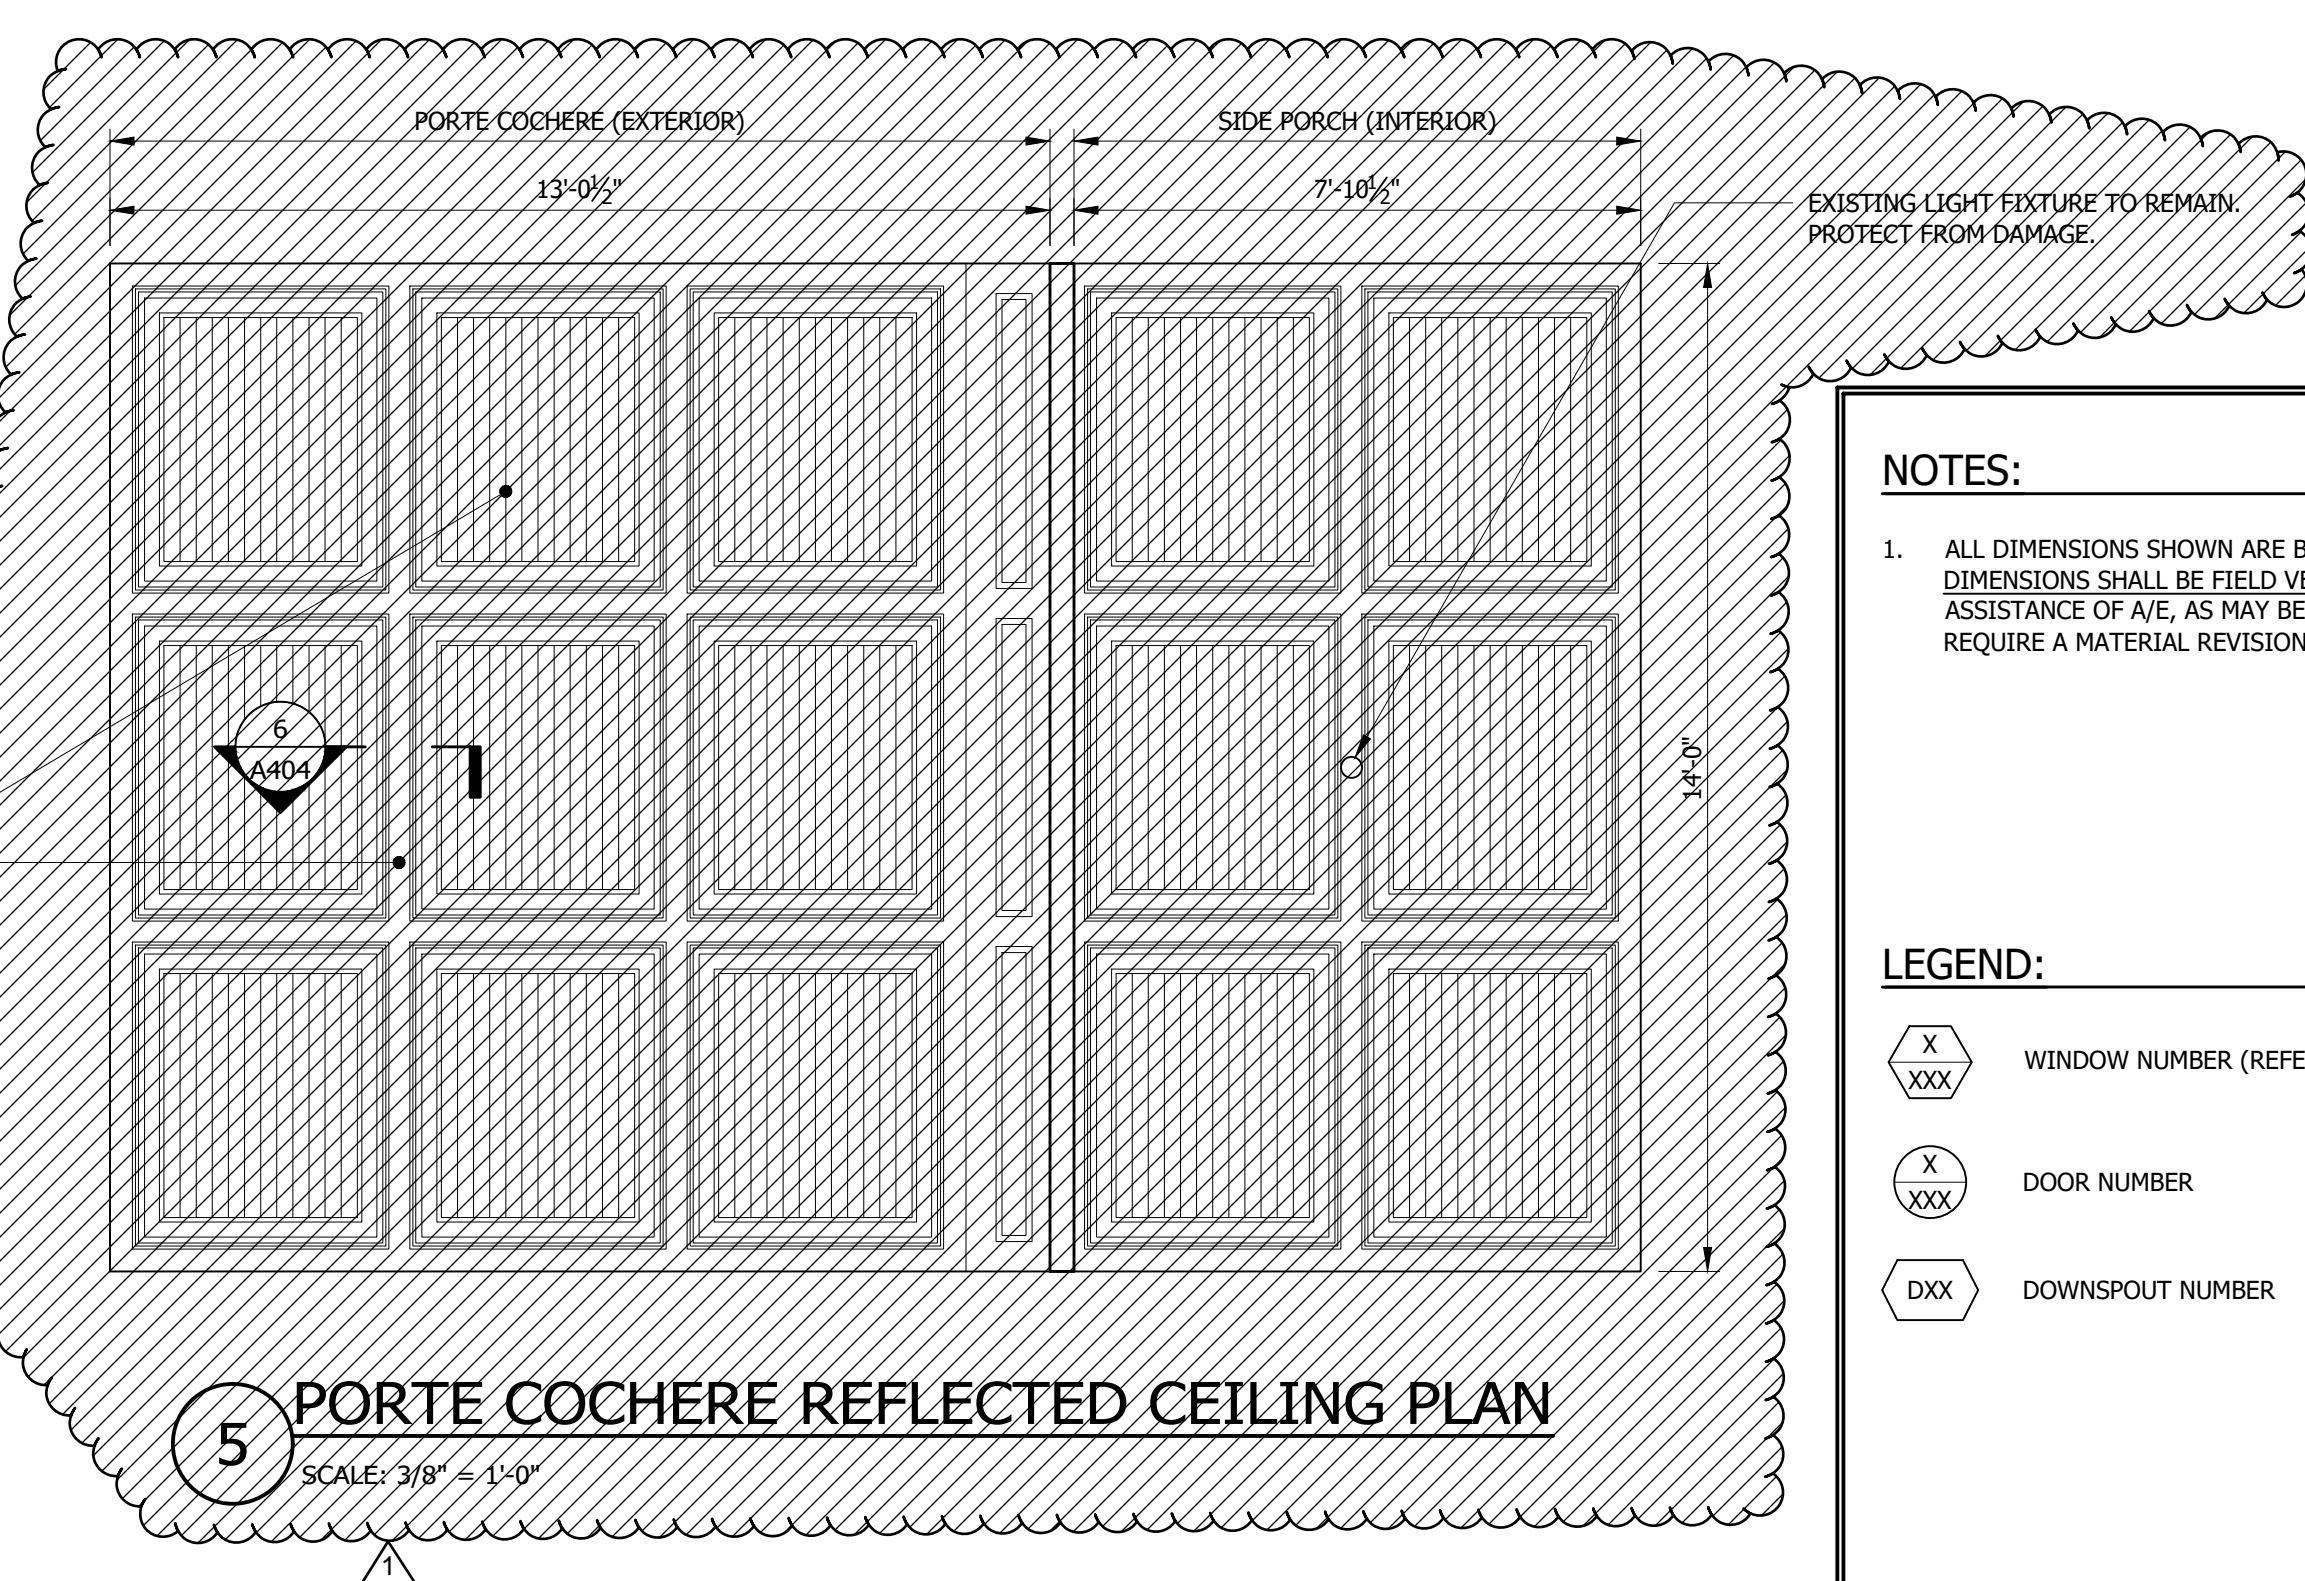 PORTE COCHERE (EXTERIOR)
SIDE PORCH (INTERIOR)
13'-0½"
7'-10½"
EXISTING LIGHT FIXTURE TO REMAIN.
PROTECT FROM DAMAGE.
6
A404
14'-0"
NOTES:
1. ALL DIMENSIONS SHOWN ARE B
DIMENSIONS SHALL BE FIELD VE
ASSISTANCE OF A/E, AS MAY BE
REQUIRE A MATERIAL REVISION
LEGEND:
X
XXX
WINDOW NUMBER (REFE
X
XXX
DOOR NUMBER
DXX
DOWNSPOUT NUMBER
5
PORTE COCHERE REFLECTED CEILING PLAN
SCALE: 3/8" = 1'-0"
1